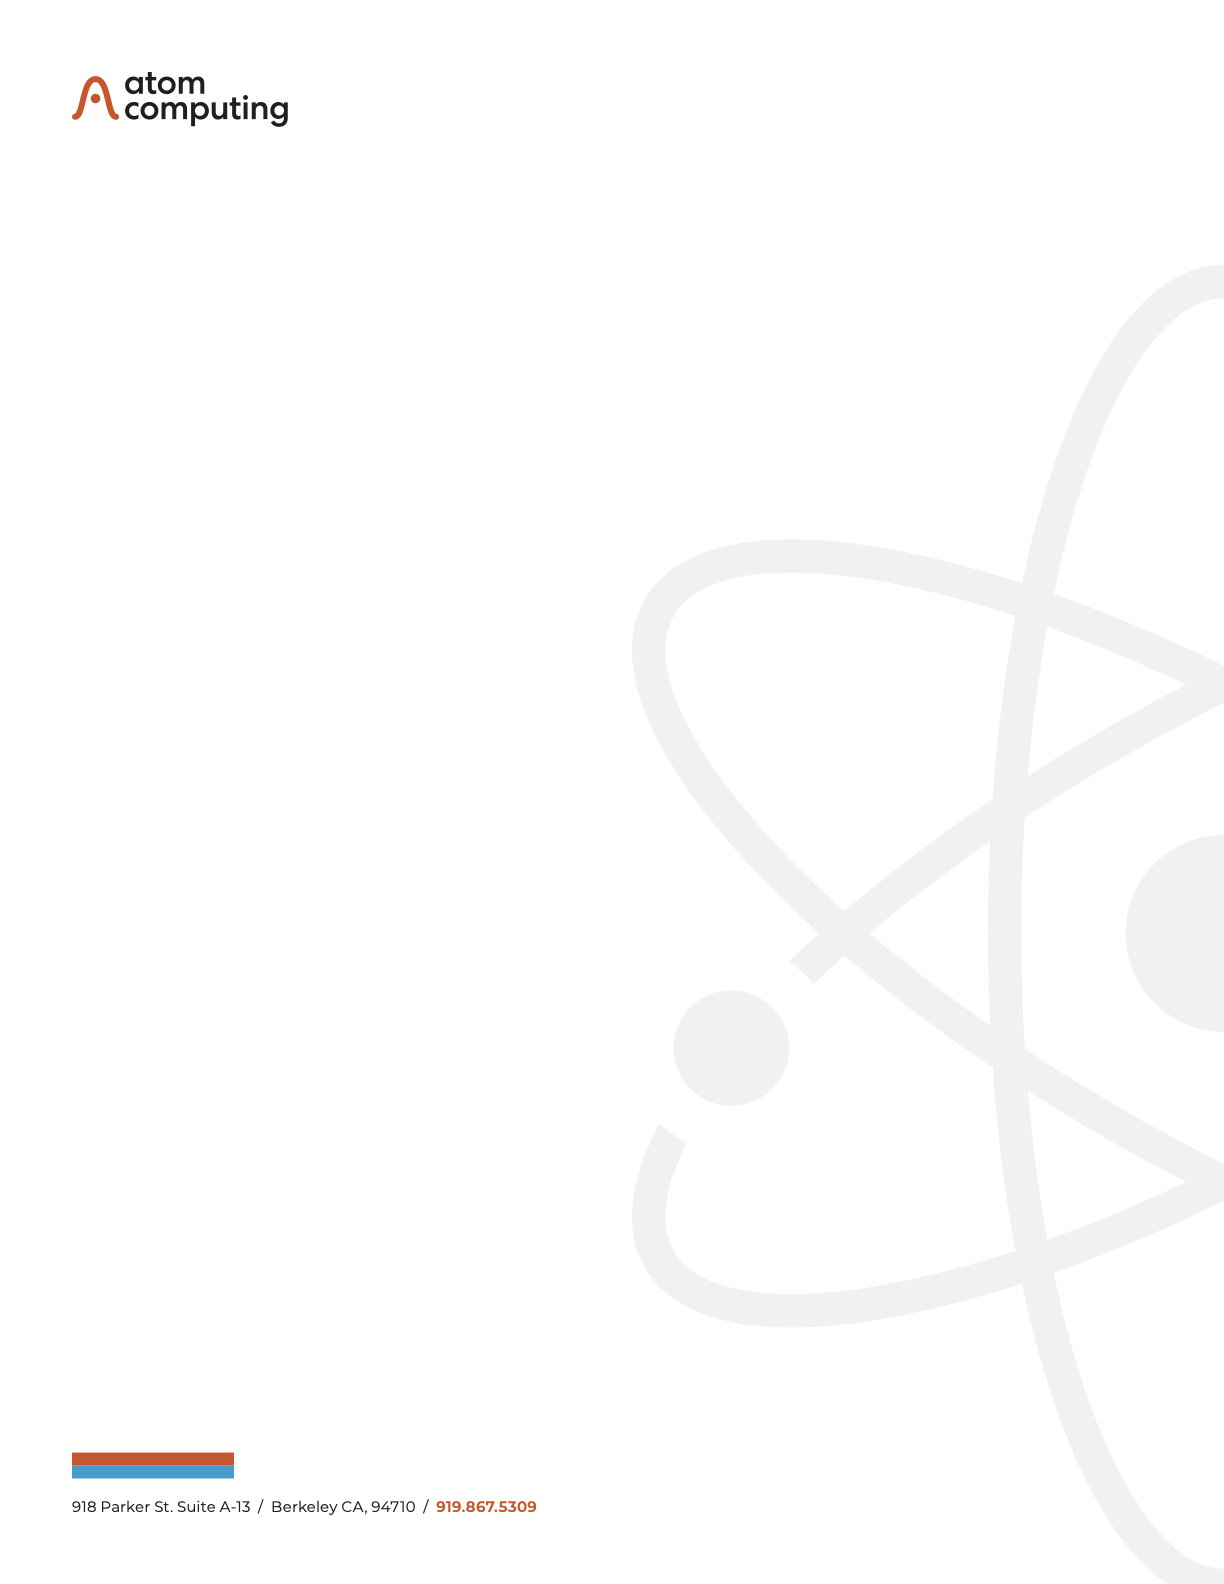 atom
computing
918 Parker St. Suite A-13 / Berkeley CA, 94710 / 919.867.5309